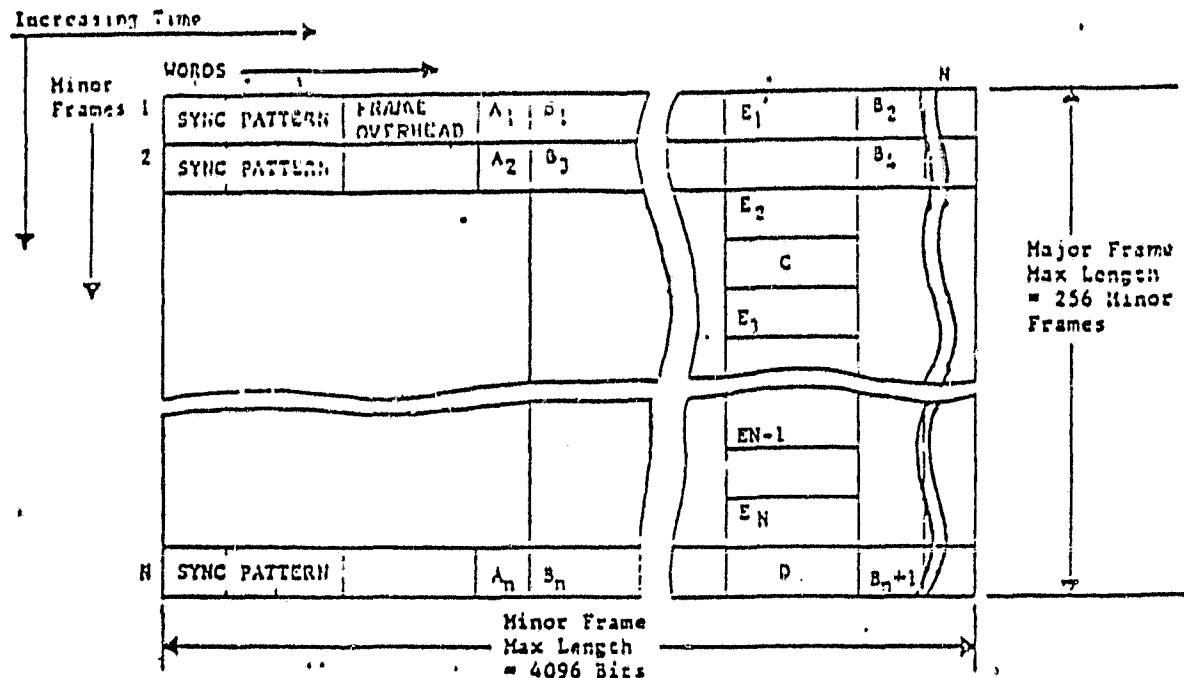 Increasing Time
WORDS
N
Minor
Frames
1 SYNC PATTERN FRAME OVERHEAD A1 B1 E1 B2
2 SYNC PATTERN A2 B3 B4
E2
C
E3
Major Frame
Max Length
= 256 Minor
Frames
EN-1
EN
N SYNC PATTERN An Bn D Bn+1
Minor Frame
Max Length
= 4096 Bits